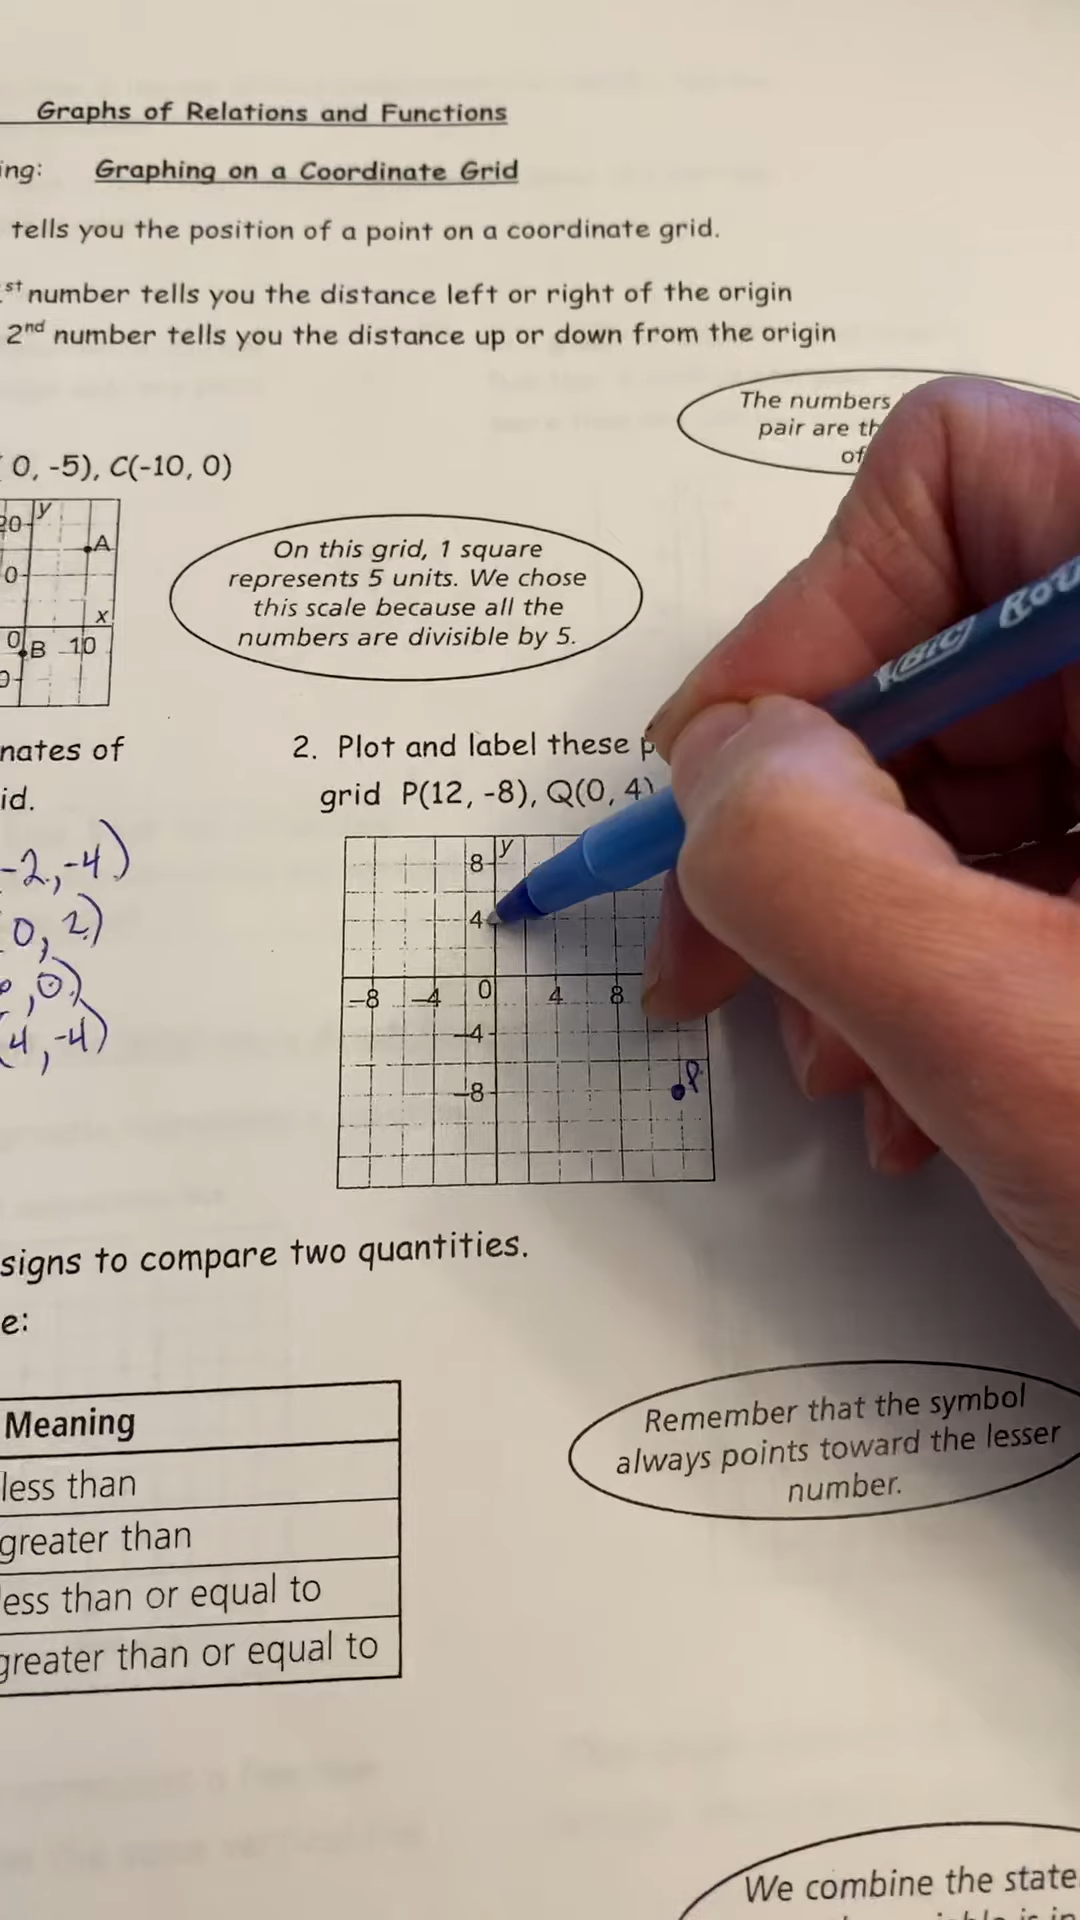 Graphs of Relations and Functions
ing: Graphing on a Coordinate Grid
tells you the position of a point on a coordinate grid.
st number tells you the distance left or right of the origin
2nd number tells you the distance up or down from the origin
The numbers
pair are th
of
0, -5), C(-10, 0)
20 y
A
0
x
0 B 10
On this grid, 1 square
represents 5 units. We chose
this scale because all the
numbers are divisible by 5.
nates of
id.
-2, -4)
0, 2)
, 0)
(4, -4)
2. Plot and label these p
grid P(12, -8), Q(0, 4)
y
8
4
-8 -4 0 4 8
-4
-8
P
signs to compare two quantities.
e:
Meaning
less than
greater than
less than or equal to
greater than or equal to
Remember that the symbol
always points toward the lesser
number.
We combine the state
BIC Rou